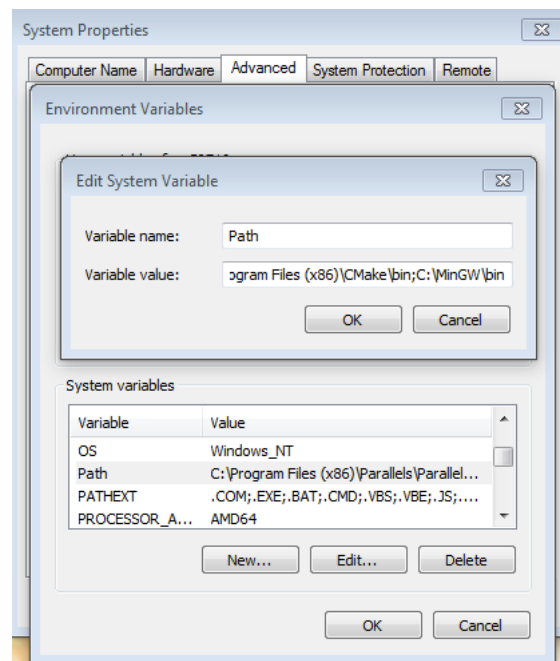 System Properties
Computer Name Hardware Advanced System Protection Remote
Environment Variables
Edit System Variable
Variable name: Path
Variable value: ogram Files (x86)\CMake\bin;C:\MinGW\bin
OK Cancel
System variables
Variable Value
OS Windows_NT
Path C:\Program Files (x86)\Parallels\Parallel...
PATHEXT .COM;.EXE;.BAT;.CMD;.VBS;.VBE;.JS;....
PROCESSOR_A... AMD64
New... Edit... Delete
OK Cancel